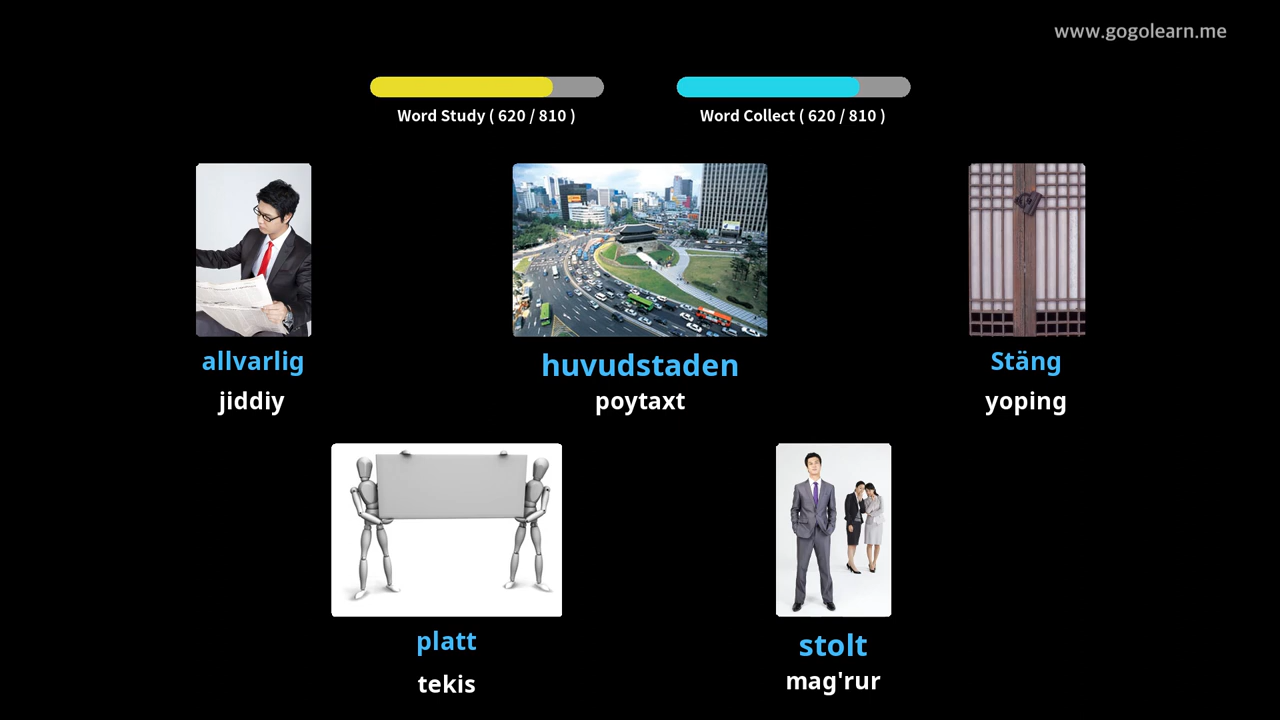 www.gogolearn.me
Word Study ( 620 / 810 )
Word Collect ( 620 / 810 )
allvarlig
jiddiy
huvudstaden
poytaxt
Stäng
yoping
platt
tekis
stolt
mag'rur